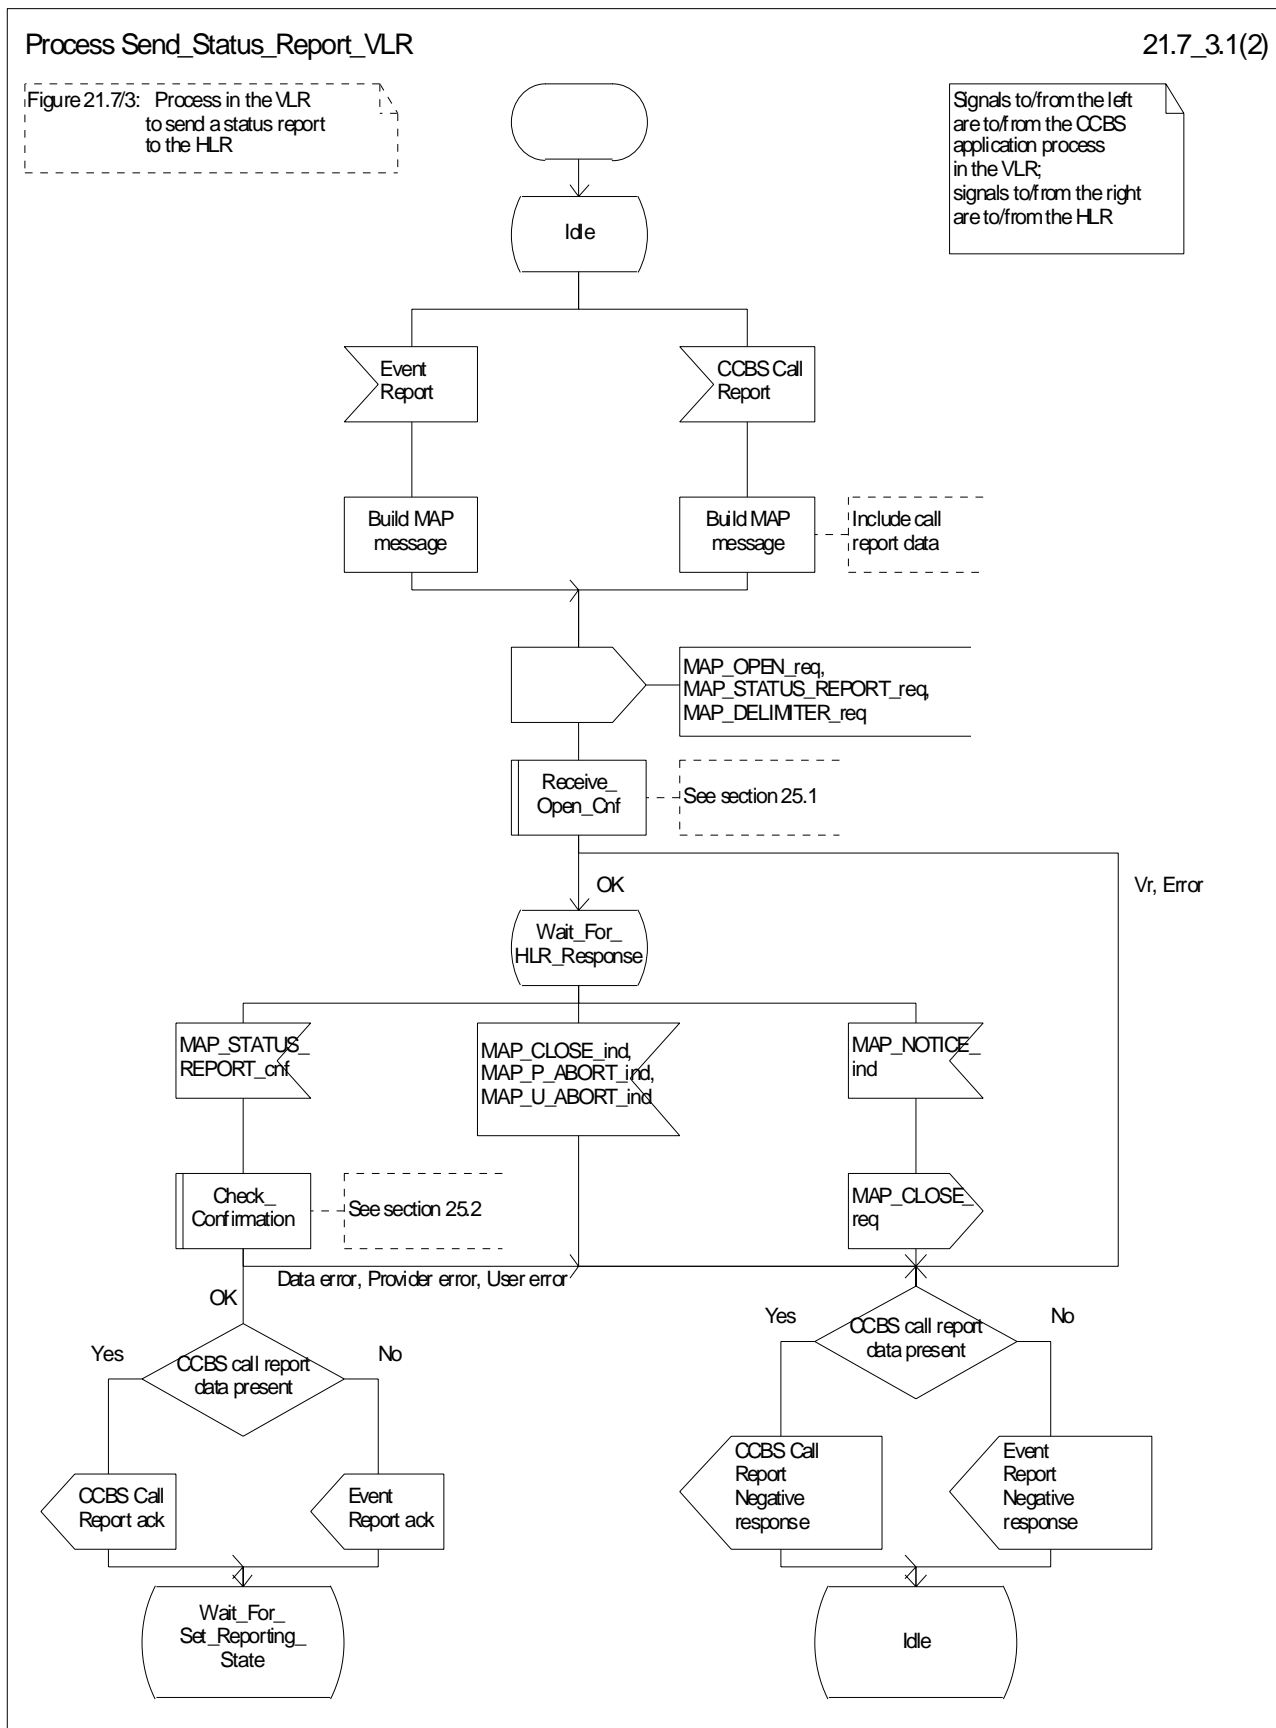 Process Send_Status_Report_VLR
21.7_3.1(2)
Figure 21.7/3: Process in the VLR
to send a status report
to the HLR
Signals to/from the left
are to/from the CCBS
application process
in the VLR;
signals to/from the right
are to/from the HLR
Idle
Event
Report
CCBS Call
Report
Build MAP
message
Build MAP
message
Include call
report data
MAP_OPEN_req,
MAP_STATUS_REPORT_req,
MAP_DELIMITER_req
Receive_
Open_Cnf
See section 25.1
OK
Vr, Error
Wait_For_
HLR_Response
MAP_STATUS_
REPORT_cnf
MAP_CLOSE_ind,
MAP_P_ABORT_ind,
MAP_U_ABORT_ind
MAP_NOTICE_
ind
Check_
Confirmation
See section 25.2
MAP_CLOSE_
req
Data error, Provider error, User error
OK
Yes
CCBS call report
data present
No
Yes
CCBS call report
data present
No
CCBS Call
Report ack
Event
Report ack
CCBS Call
Report
Negative
response
Event
Report
Negative
response
Wait_For_
Set_Reporting_
State
Idle